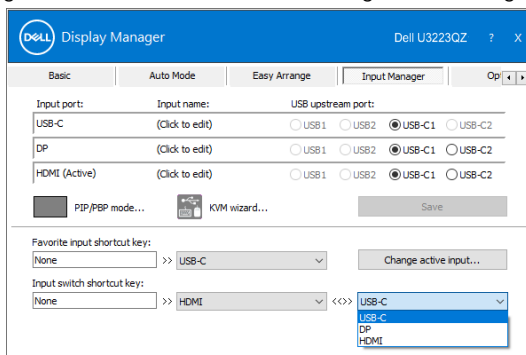 DELL Display Manager Dell U3223QZ ? X
Basic Auto Mode Easy Arrange Input Manager Op
Input port: Input name: USB upstream port:
USB-C (Click to edit) USB1 USB2 USB-C1 USB-C2
DP (Click to edit) USB1 USB2 USB-C1 USB-C2
HDMI (Active) (Click to edit) USB1 USB2 USB-C1 USB-C2
PIP/PBP mode... KVM wizard... Save
Favorite input shortcut key:
None >> USB-C Change active input...
Input switch shortcut key:
None >> HDMI <<>> USB-C
USB-C
DP
HDMI